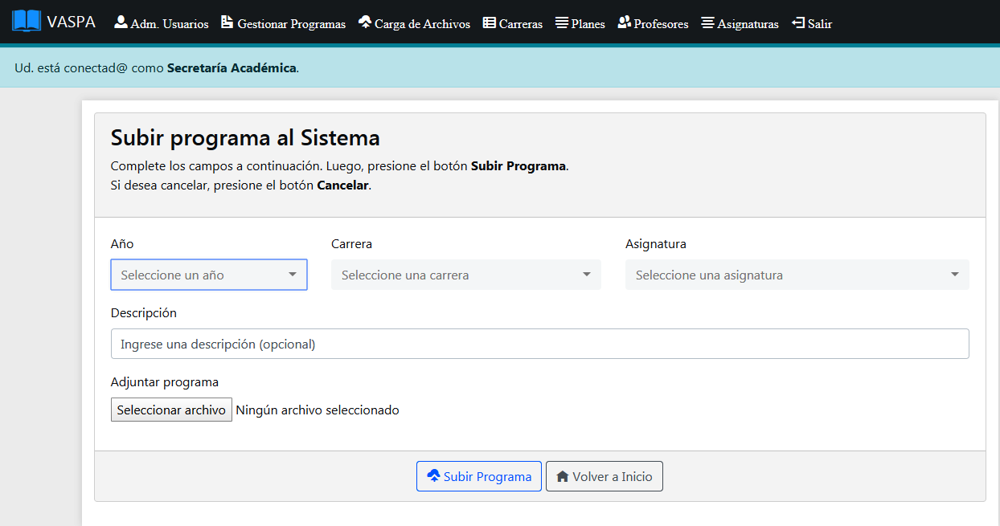 VASPA Adm. Usuarios Gestionar Programas Carga de Archivos Carreras Planes Profesores Asignaturas Salir
Ud. está conectad@ como Secretaría Académica.
Subir programa al Sistema
Complete los campos a continuación. Luego, presione el botón Subir Programa.
Si desea cancelar, presione el botón Cancelar.
Año Carrera Asignatura
Seleccione un año Seleccione una carrera Seleccione una asignatura
Descripción
Ingrese una descripción (opcional)
Adjuntar programa
Seleccionar archivo Ningún archivo seleccionado
Subir Programa Volver a Inicio